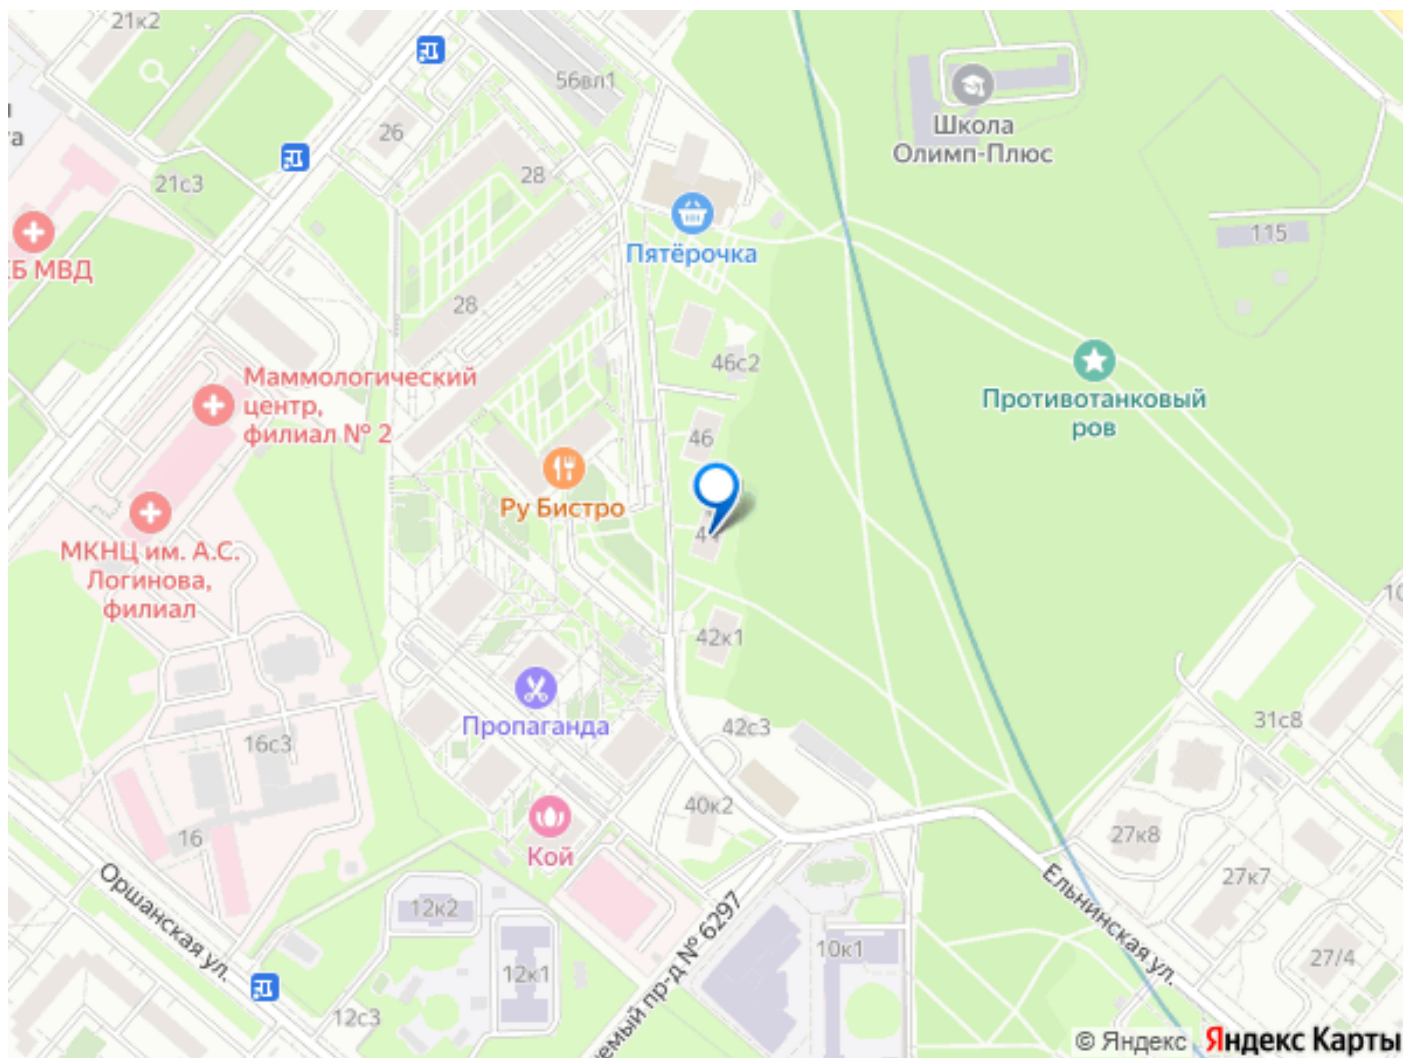 21к2
56вл1
26
Школа
Олимп-Плюс
28
21с3
115
Пятёрочка
Б МВД
28
46с2
Маммологический
центр,
филиал № 2
Противотанковый
ров
46
Ру Бистро
МКНЦ им. А.С.
Логинова,
филиал
42к1
Пропаганда
42с3
31с8
16с3
40к2
16
27к8
Кой
27к7
Оршанская ул.
12к2
Ельнинская ул.
емый пр-д № 6297
10к1
27/4
12к1
12с3
© Яндекс Яндекс Карты